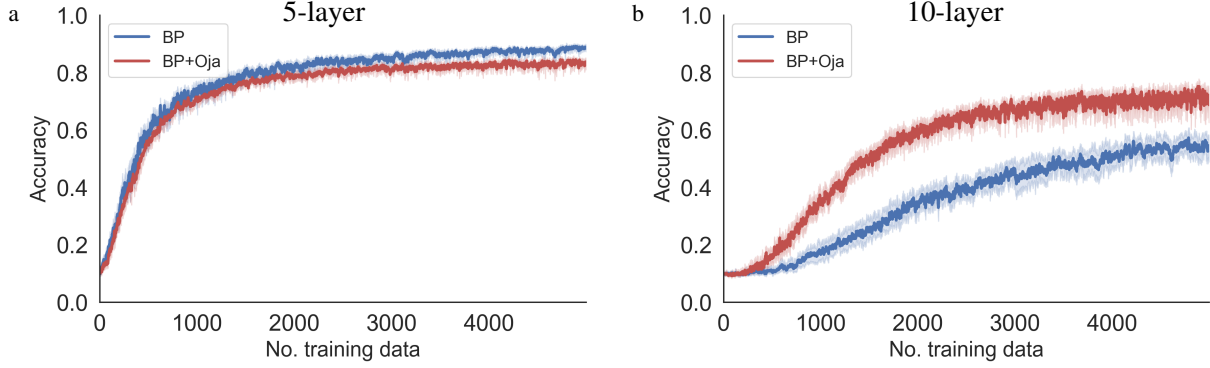 a
5-layer
BP
BP+Oja
1.0
0.8
0.6
0.4
0.2
0.0
Accuracy
0 1000 2000 3000 4000
No. training data
b
10-layer
BP
BP+Oja
1.0
0.8
0.6
0.4
0.2
0.0
Accuracy
0 1000 2000 3000 4000
No. training data